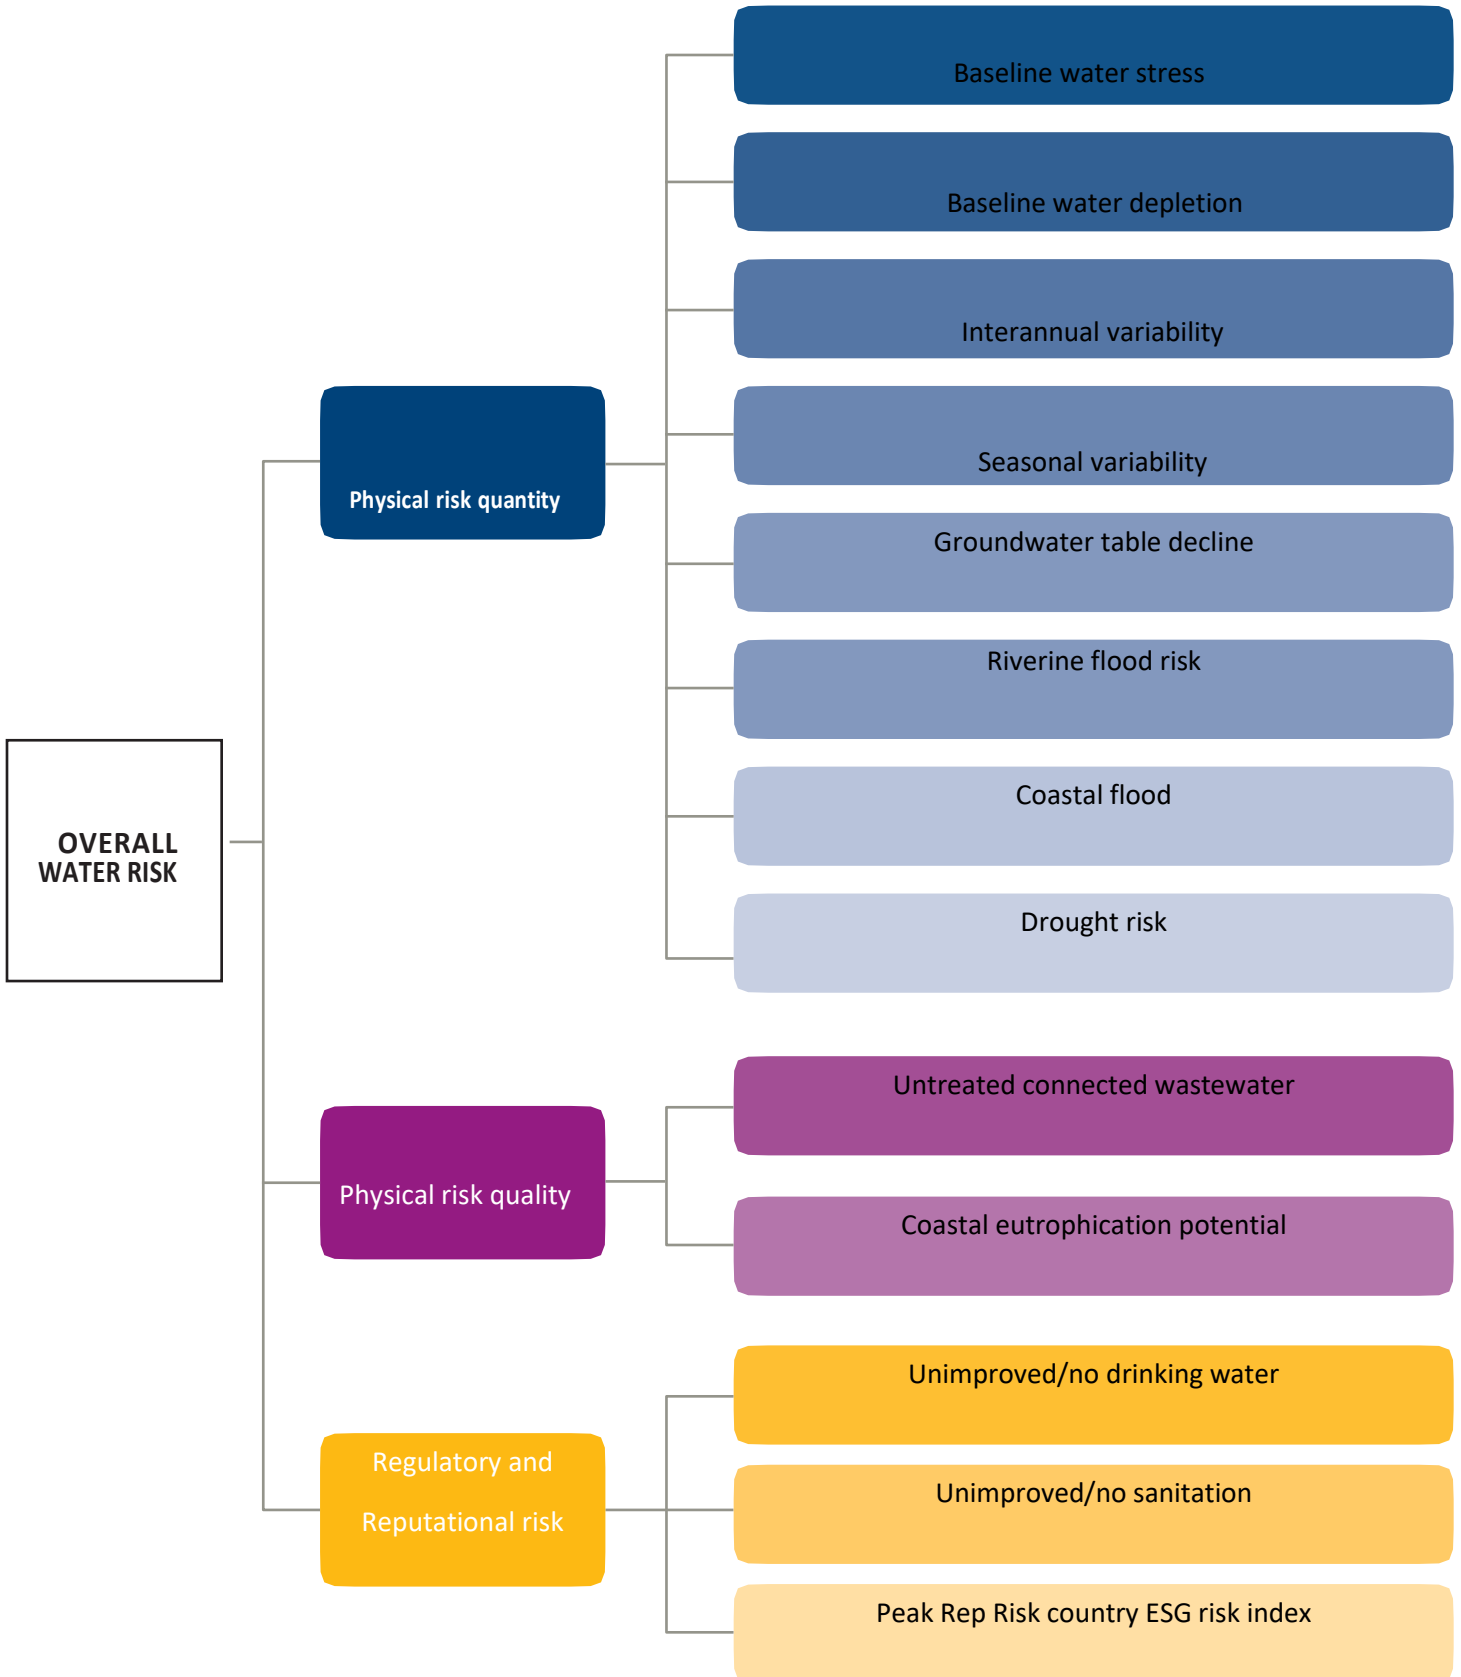 OVERALL
WATER RISK
Physical risk quantity
Baseline water stress
Baseline water depletion
Interannual variability
Seasonal variability
Groundwater table decline
Riverine flood risk
Coastal flood
Drought risk
Physical risk quality
Untreated connected wastewater
Coastal eutrophication potential
Regulatory and
Reputational risk
Unimproved/no drinking water
Unimproved/no sanitation
Peak Rep Risk country ESG risk index